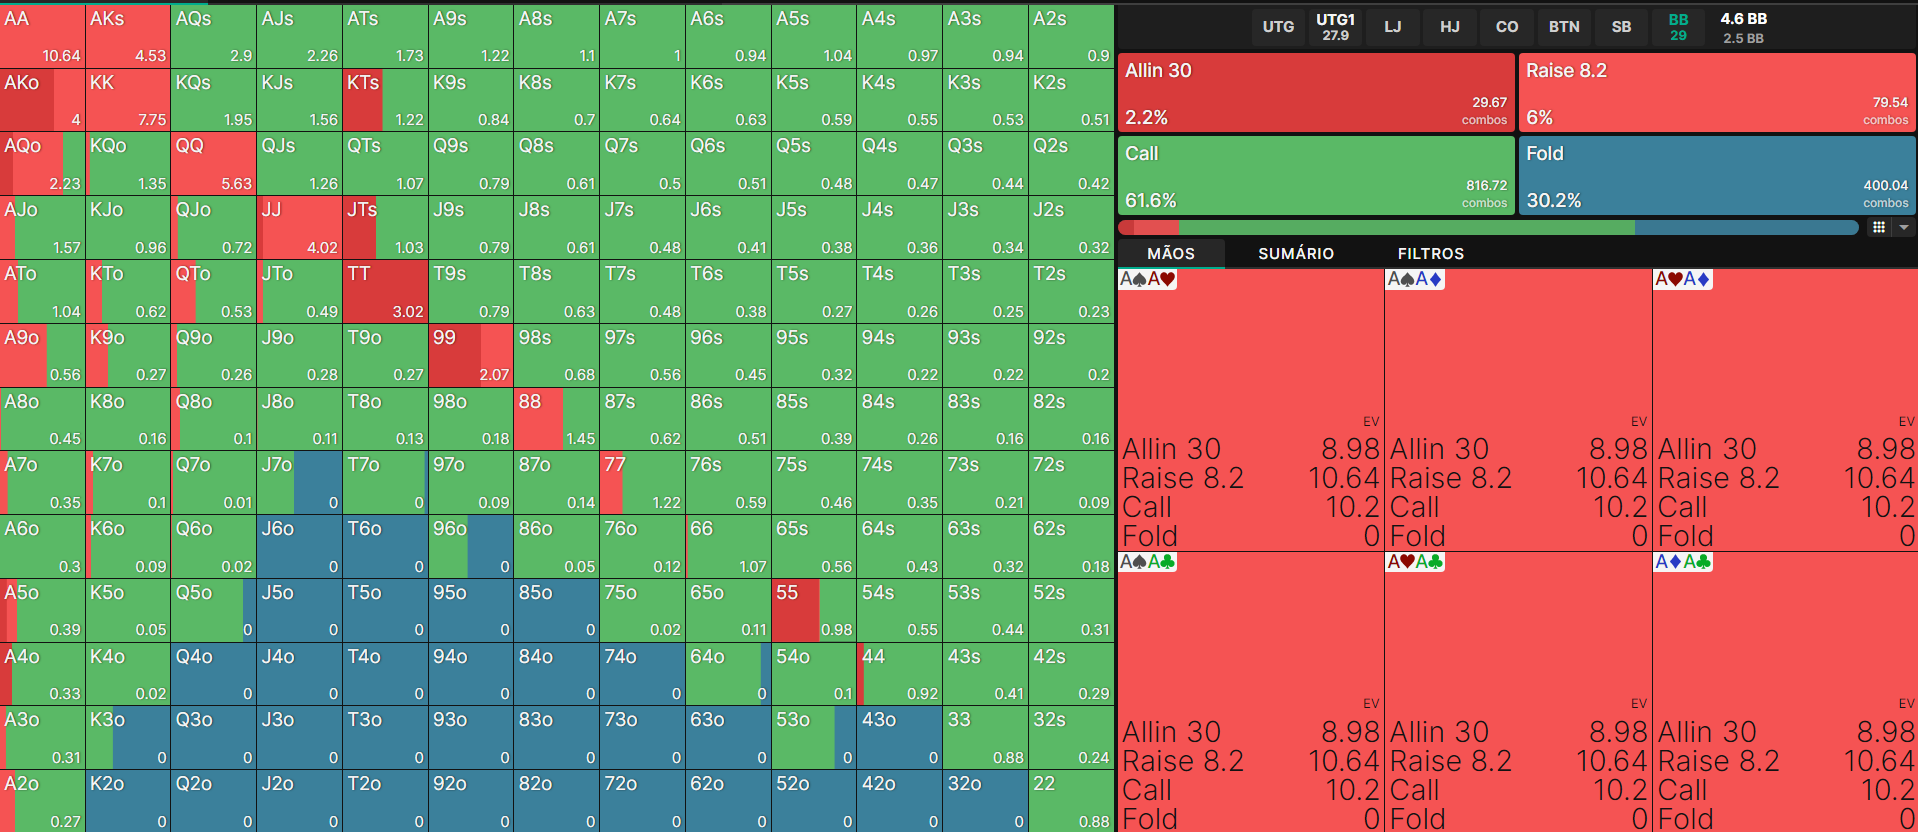 AA AKs AQs AJs ATs A9s A8s A7s A6s A5s A4s A3s A2s
10.64 4.53 2.9 2.26 1.73 1.22 1.1 1 0.94 1.04 0.97 0.94 0.9
AKo KK KQs KJs KTs K9s K8s K7s K6s K5s K4s K3s K2s
4 7.75 1.95 1.56 1.22 0.84 0.7 0.64 0.63 0.59 0.55 0.53 0.51
AQo KQo QQ QJs QTs Q9s Q8s Q7s Q6s Q5s Q4s Q3s Q2s
2.23 1.35 5.63 1.26 1.07 0.79 0.61 0.5 0.51 0.48 0.47 0.44 0.42
AJo KJo QJo JJ JTs J9s J8s J7s J6s J5s J4s J3s J2s
1.57 0.96 0.72 4.02 1.03 0.79 0.61 0.48 0.41 0.38 0.36 0.34 0.32
ATo KTo QTo JTo TT T9s T8s T7s T6s T5s T4s T3s T2s
1.04 0.62 0.53 0.49 3.02 0.79 0.63 0.48 0.38 0.27 0.26 0.25 0.23
A9o K9o Q9o J9o T9o 99 98s 97s 96s 95s 94s 93s 92s
0.56 0.27 0.26 0.28 0.27 2.07 0.68 0.56 0.45 0.32 0.22 0.22 0.2
A8o K8o Q8o J8o T8o 98o 88 87s 86s 85s 84s 83s 82s
0.45 0.16 0.1 0.11 0.13 0.18 1.45 0.62 0.51 0.39 0.26 0.16 0.16
A7o K7o Q7o J7o T7o 97o 87o 77 76s 75s 74s 73s 72s
0.35 0.1 0.01 0 0 0.09 0.14 1.22 0.59 0.46 0.35 0.21 0.09
A6o K6o Q6o J6o T6o 96o 86o 76o 66 65s 64s 63s 62s
0.3 0.09 0.02 0 0 0 0.05 0.12 1.07 0.56 0.43 0.32 0.18
A5o K5o Q5o J5o T5o 95o 85o 75o 65o 55 54s 53s 52s
0.39 0.05 0 0 0 0 0 0.02 0.11 0.98 0.55 0.44 0.31
A4o K4o Q4o J4o T4o 94o 84o 74o 64o 54o 44 43s 42s
0.33 0.02 0 0 0 0 0 0 0 0.1 0.92 0.41 0.29
A3o K3o Q3o J3o T3o 93o 83o 73o 63o 53o 43o 33 32s
0.31 0 0 0 0 0 0 0 0 0 0 0.88 0.24
A2o K2o Q2o J2o T2o 92o 82o 72o 62o 52o 42o 32o 22
0.27 0 0 0 0 0 0 0 0 0 0 0 0.88
UTG UTG1 LJ HJ CO BTN SB BB 4.6 BB
27.9 29 2.5 BB
Allin 30 Raise 8.2
29.67 79.54
2.2% combos 6% combos
Call Fold
816.72 400.04
61.6% combos 30.2% combos
MÃOS SUMÁRIO FILTROS
A♠A♥ A♠A♦ A♥A♦
EV EV EV
Allin 30 8.98 Allin 30 8.98 Allin 30 8.98
Raise 8.2 10.64 Raise 8.2 10.64 Raise 8.2 10.64
Call 10.2 Call 10.2 Call 10.2
Fold 0 Fold 0 Fold 0
A♠A♣ A♥A♣ A♦A♣
EV EV EV
Allin 30 8.98 Allin 30 8.98 Allin 30 8.98
Raise 8.2 10.64 Raise 8.2 10.64 Raise 8.2 10.64
Call 10.2 Call 10.2 Call 10.2
Fold 0 Fold 0 Fold 0